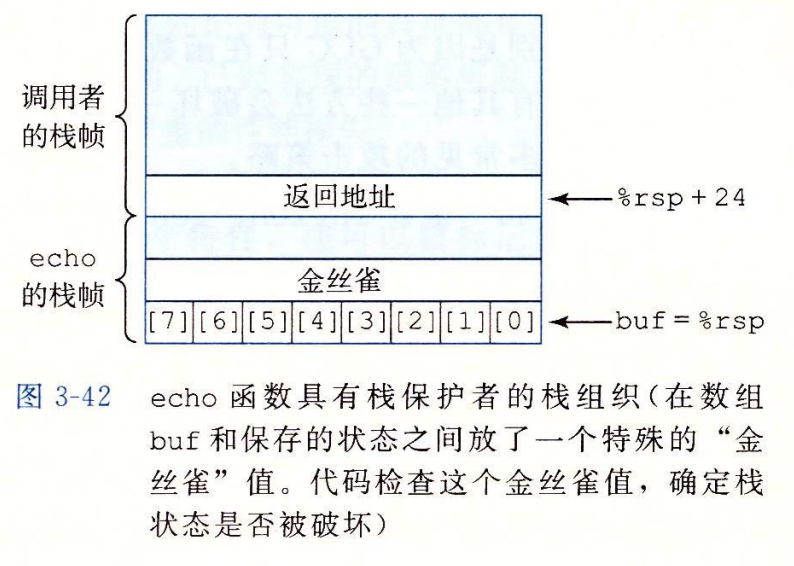 调用者
的栈帧
返回地址
%rsp + 24
echo
的栈帧
金丝雀
[7][6][5][4][3][2][1][0]
buf = %rsp
图 3-42 echo 函数具有栈保护者的栈组织(在数组
buf 和保存的状态之间放了一个特殊的“金
丝雀”值。代码检查这个金丝雀值，确定栈
状态是否被破坏)